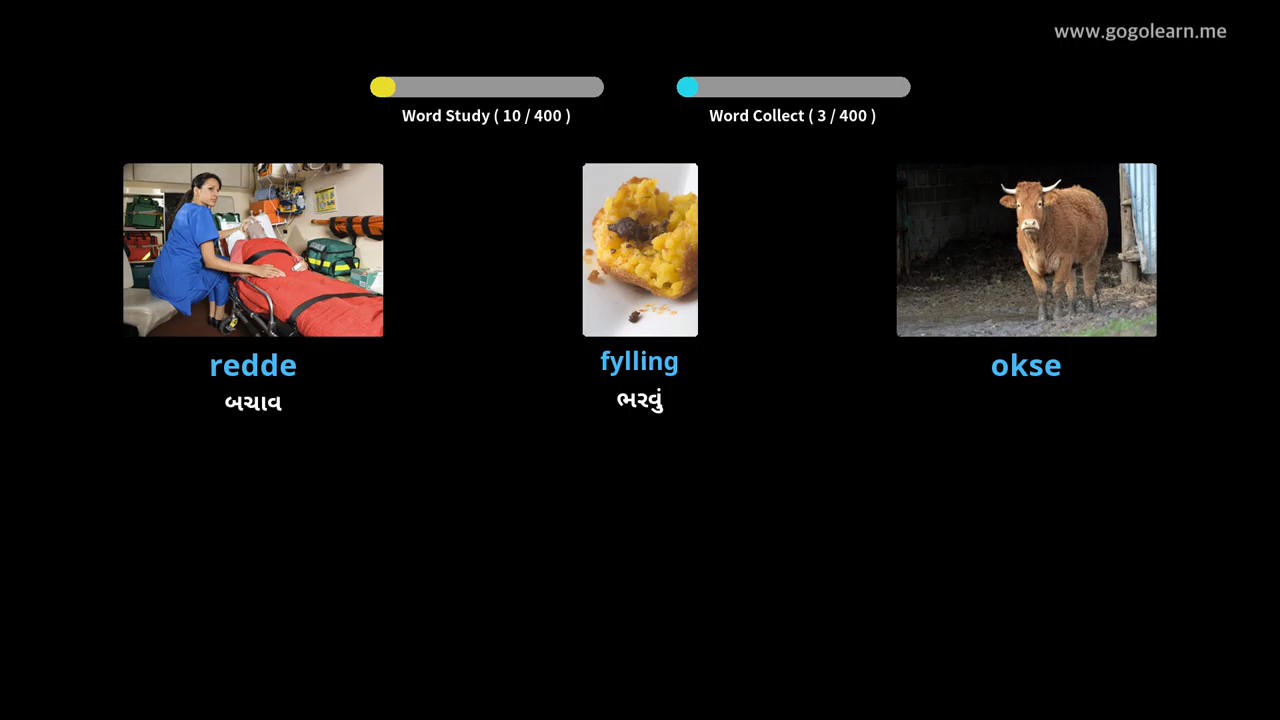 www.gogolearn.me
Word Study ( 10 / 400 )
Word Collect ( 3 / 400 )
redde
fylling
okse
બચાવ
ભરવું